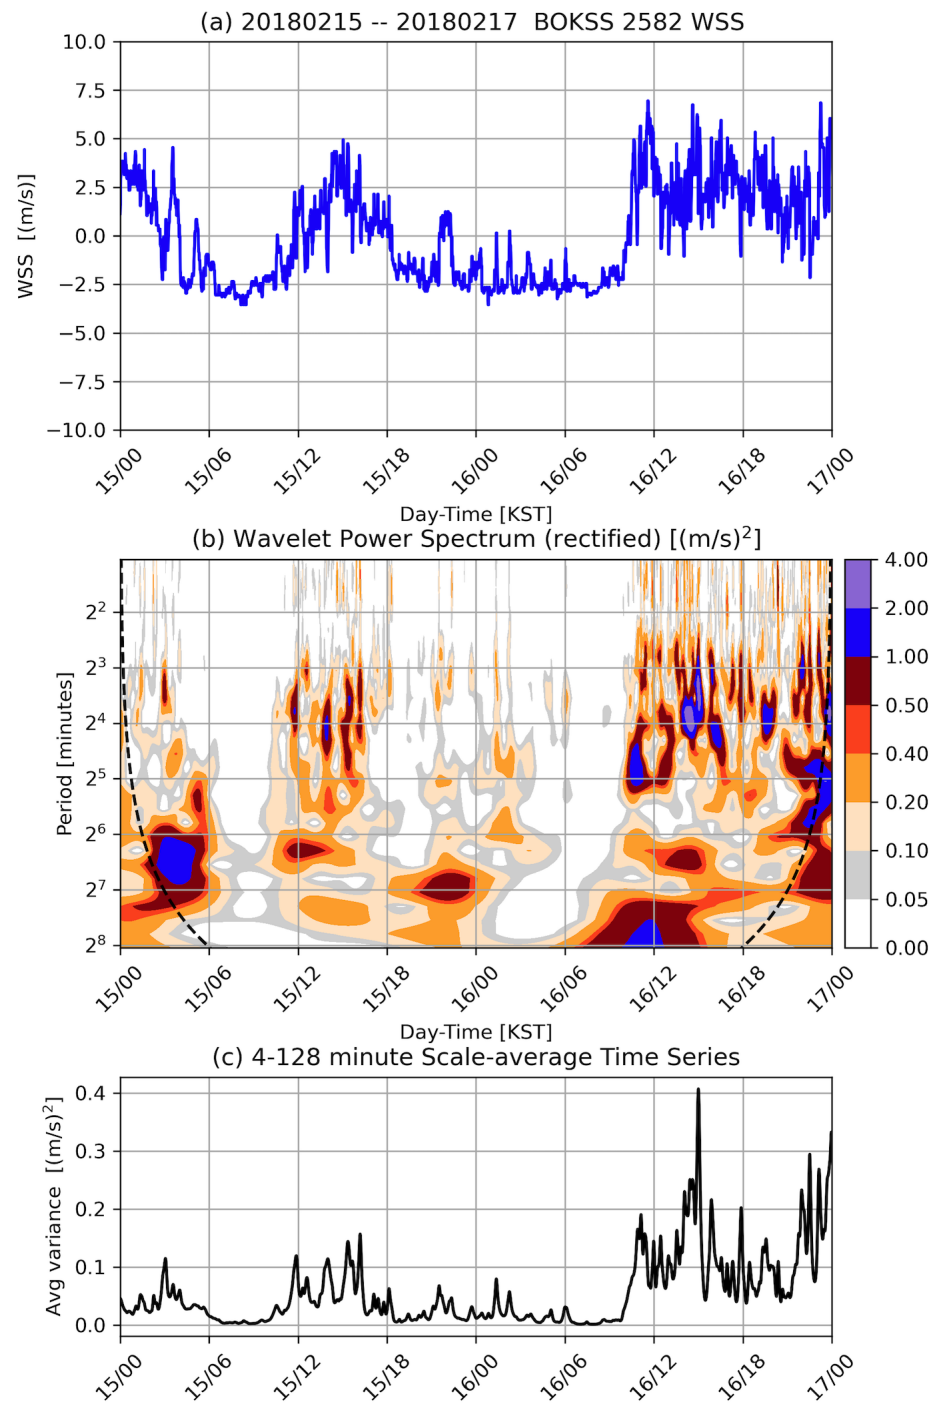 (a) 20180215 -- 20180217  BOKSS 2582 WSS
10.0
7.5
5.0
2.5
0.0
−2.5
−5.0
−7.5
−10.0
WSS  [(m/s)]
15/00 15/06 15/12 15/18 16/00 16/06 16/12 16/18 17/00
Day-Time [KST]
(b) Wavelet Power Spectrum (rectified) [(m/s)²]
2²
2³
2⁴
2⁵
2⁶
2⁷
2⁸
Period [minutes]
4.00
2.00
1.00
0.50
0.40
0.20
0.10
0.05
0.00
15/00 15/06 15/12 15/18 16/00 16/06 16/12 16/18 17/00
Day-Time [KST]
(c) 4-128 minute Scale-average Time Series
0.4
0.3
0.2
0.1
0.0
Avg variance  [(m/s)²]
15/00 15/06 15/12 15/18 16/00 16/06 16/12 16/18 17/00